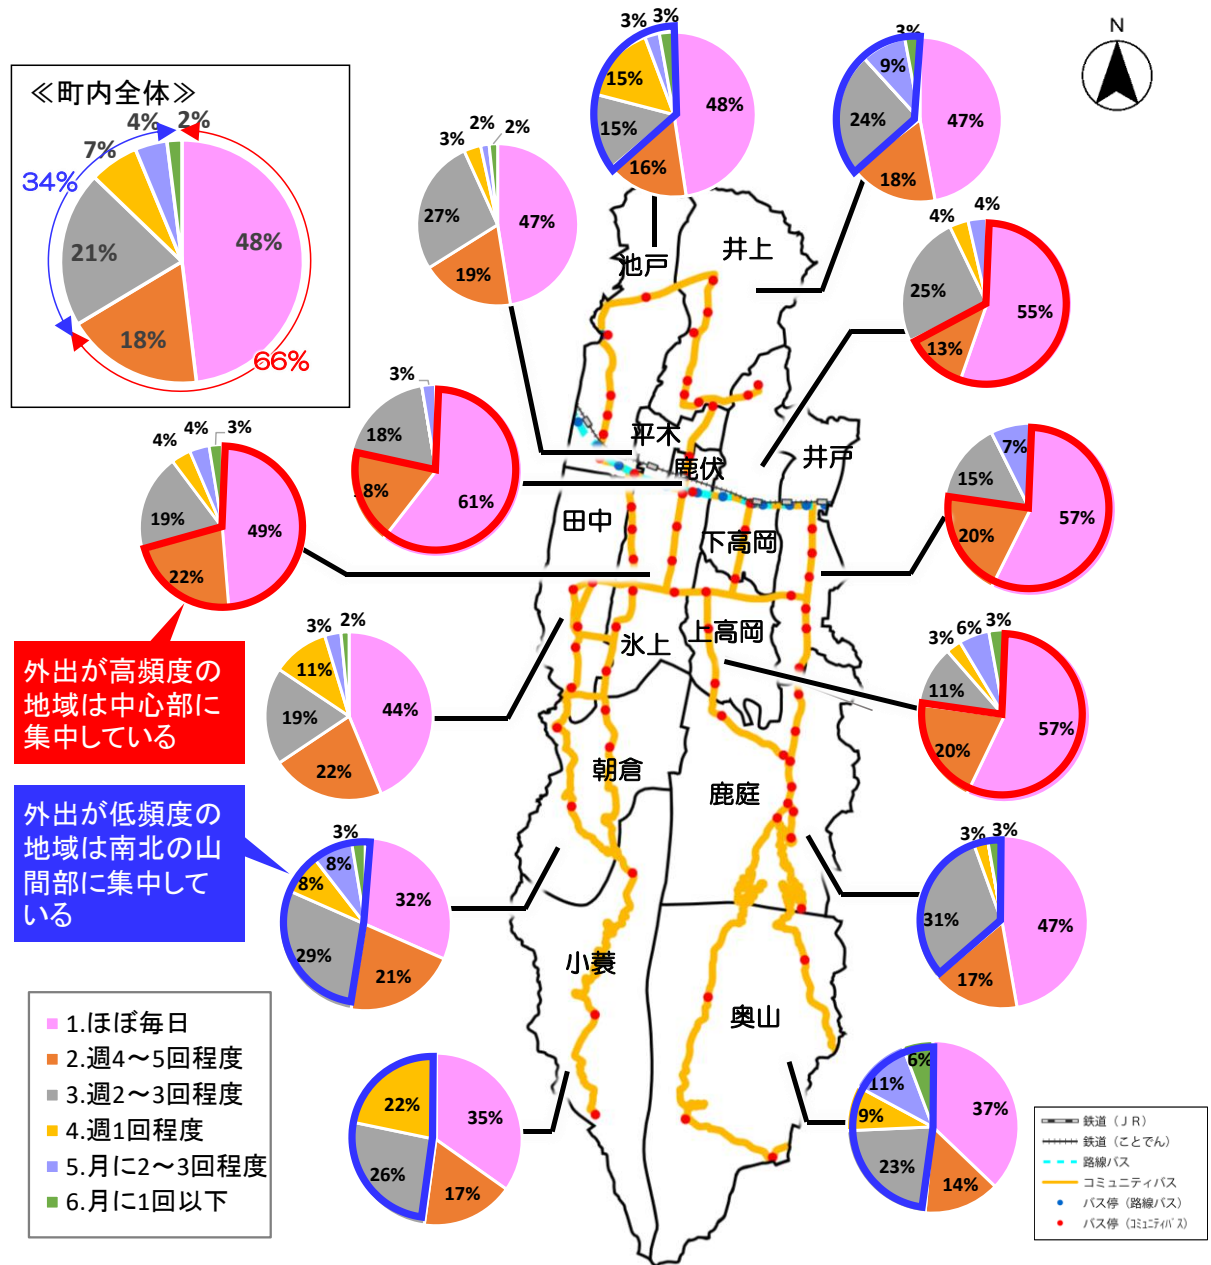 ≪町内全体≫
48%
18%
21%
7%
4%
2%
34%
66%
3%
3%
15%
15%
48%
16%
3%
9%
24%
47%
18%
N
2%
2%
3%
27%
47%
19%
4%
4%
25%
55%
13%
池戸
井上
3%
18%
61%
平木
鹿伏
井戸
7%
15%
57%
20%
4%
4%
3%
19%
49%
22%
田中
下高岡
外出が高頻度の
地域は中心部に
集中している
3%
2%
11%
19%
44%
22%
氷上
上高岡
3%
6%
3%
11%
57%
20%
外出が低頻度の
地域は南北の山
間部に集中して
いる
朝倉
鹿庭
3%
8%
8%
32%
29%
21%
3%
3%
31%
47%
17%
小蓑
奥山
1.ほぼ毎日
2.週4～5回程度
3.週2～3回程度
4.週1回程度
5.月に2～3回程度
6.月に1回以下
22%
35%
26%
17%
6%
11%
9%
37%
23%
14%
鉄道（ＪＲ）
鉄道（ことでん）
路線バス
コミュニティバス
バス停（路線バス）
バス停（ｺﾐｭﾆﾃｨﾊﾞｽ）